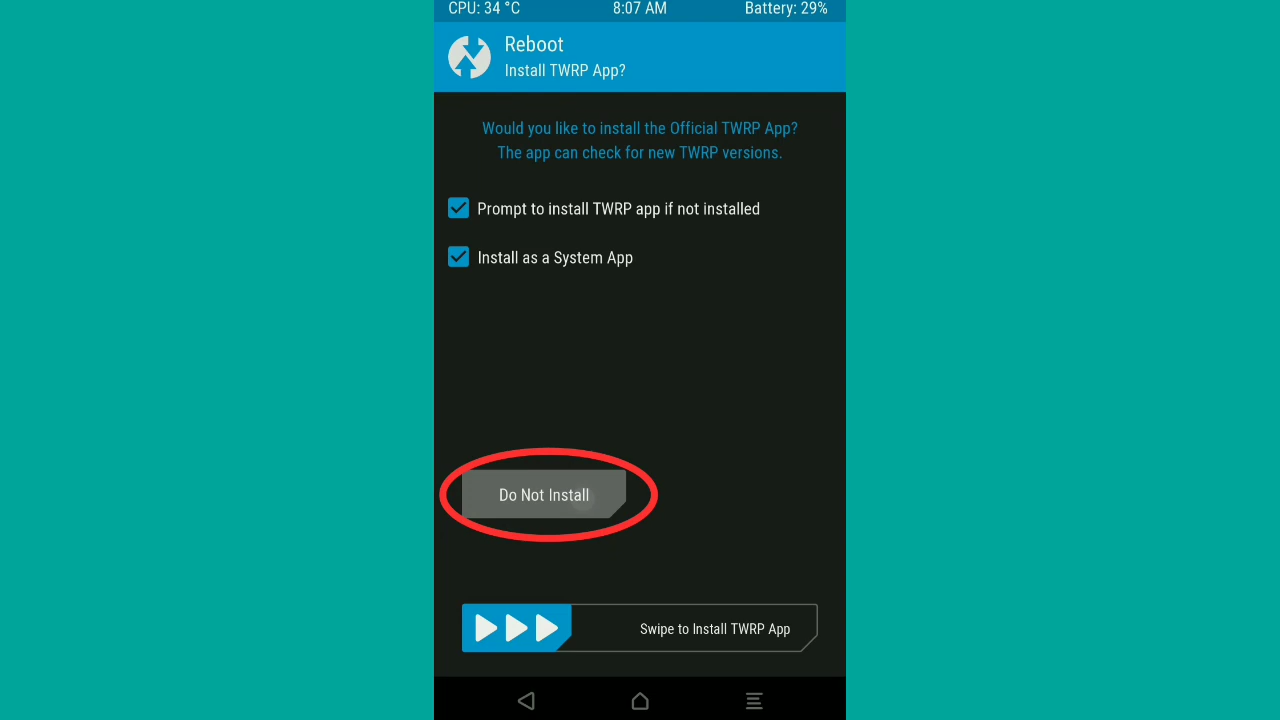 CPU: 34 °C 8:07 AM Battery: 29%
Reboot
Install TWRP App?
Would you like to install the Official TWRP App?
The app can check for new TWRP versions.
Prompt to install TWRP app if not installed
Install as a System App
Do Not Install
Swipe to Install TWRP App